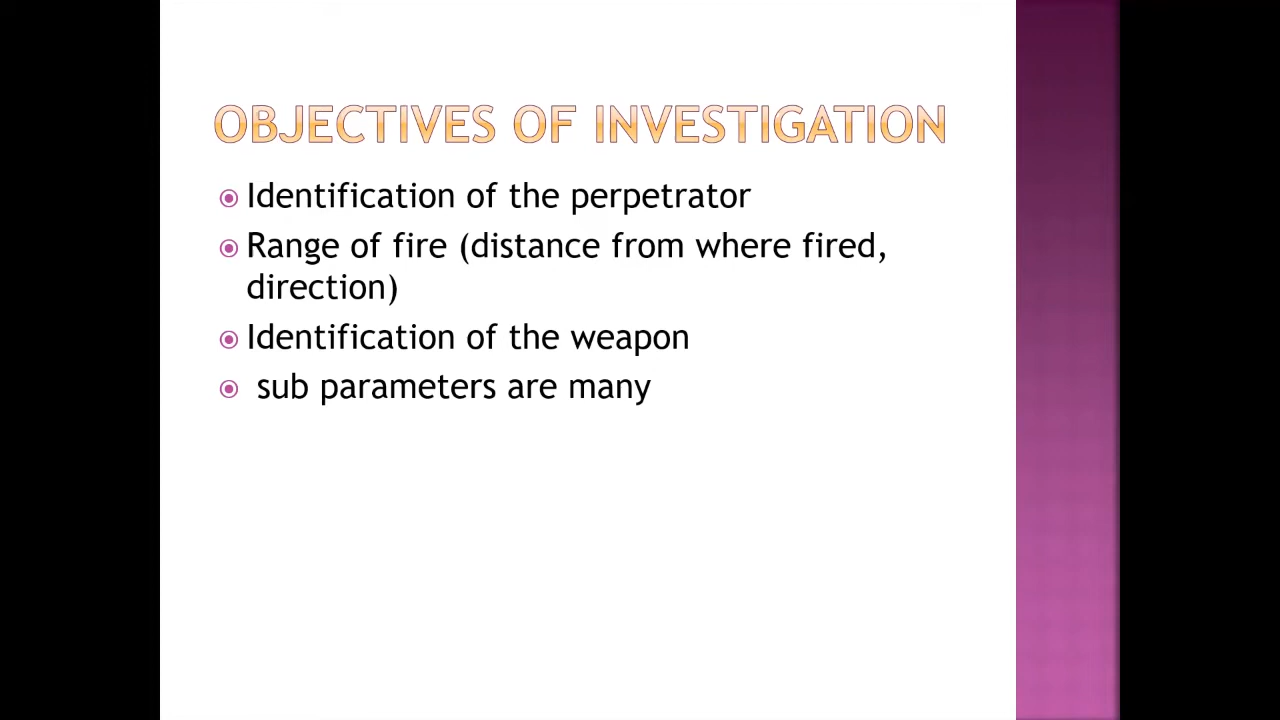 OBJECTIVES OF INVESTIGATION
Identification of the perpetrator
Range of fire (distance from where fired,
direction)
Identification of the weapon
sub parameters are many